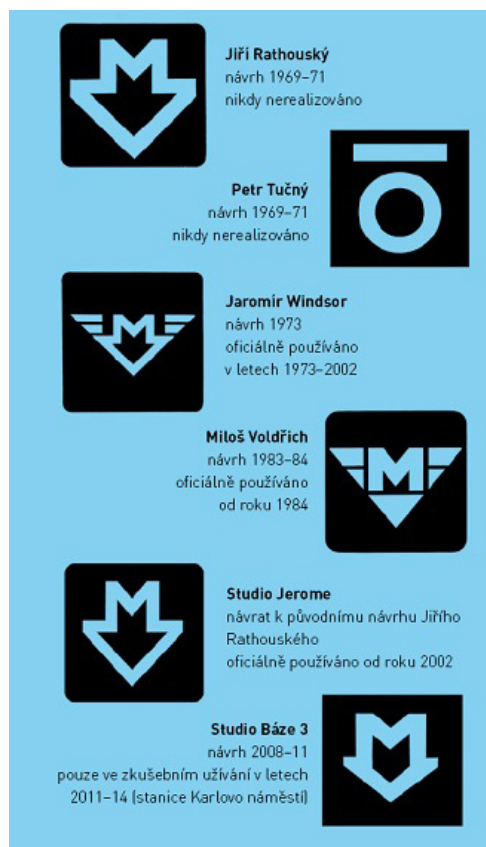 Jiří Rathouský
návrh 1969–71
nikdy nerealizováno
Petr Tučný
návrh 1969–71
nikdy nerealizováno
Jaromír Windsor
návrh 1973
oficiálně používáno
v letech 1973–2002
Miloš Voldřich
návrh 1983–84
oficiálně používáno
od roku 1984
Studio Jerome
návrat k původnímu návrhu Jiřího
Rathouského
oficiálně používáno od roku 2002
Studio Báze 3
návrh 2008–11
pouze ve zkušebním užívání v letech
2011–14 (stanice Karlovo náměstí)